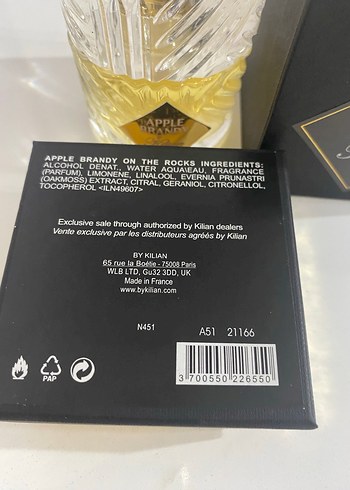 APPLE
BRANDY
APPLE BRANDY ON THE ROCKS INGREDIENTS:
ALCOHOL DENAT., WATER AQUA\EAU, FRAGRANCE
(PARFUM), LIMONENE, LINALOOL, EVERNIA PRUNASTRI
(OAKMOSS) EXTRACT, CITRAL, GERANIOL, CITRONELLOL,
TOCOPHEROL <ILN49607>
Exclusive sale through authorized by Kilian dealers
Vente exclusive par les distributeurs agréés by Kilian
BY KILIAN
65 rue la Boétie - 75008 Paris
WLB LTD, Gu32 3DD, UK
Made in France
www.bykilian.com
N451
A51 21166
PAP
3 700550 226550